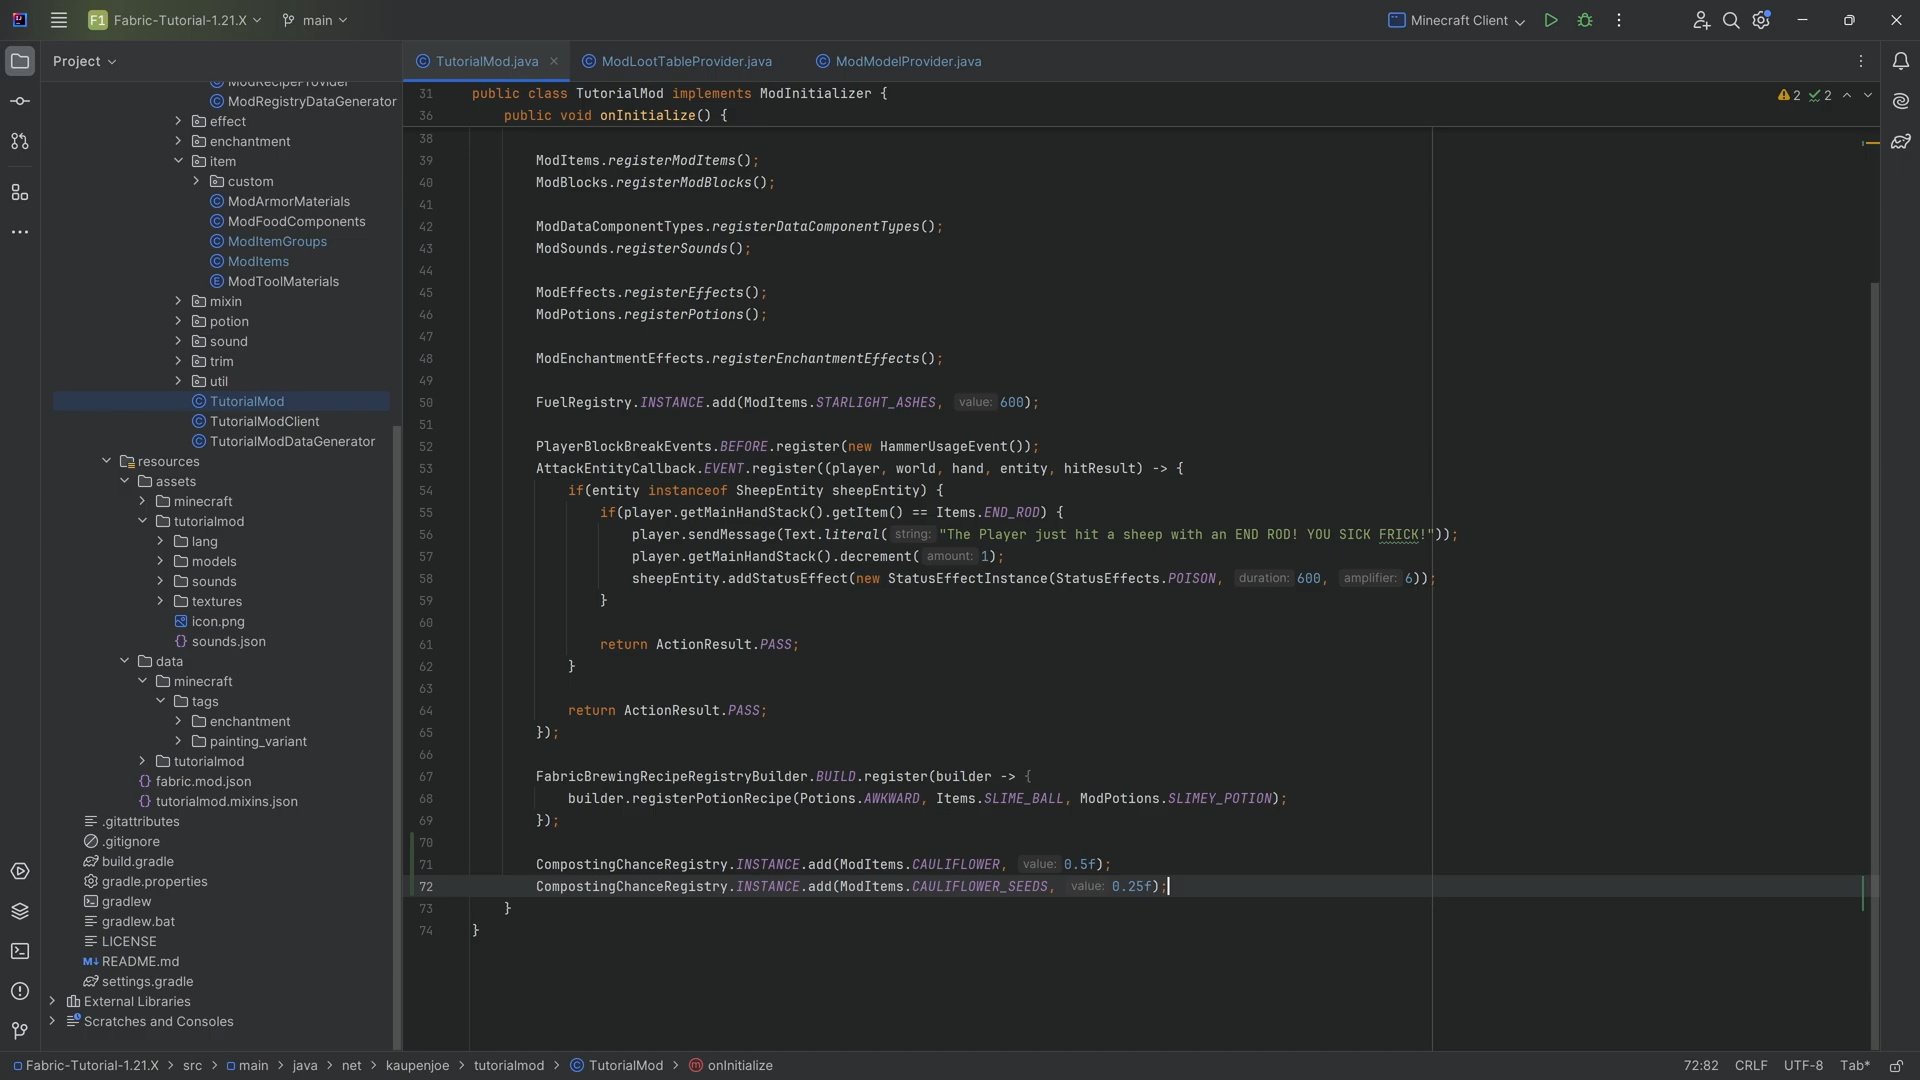 F1 Fabric-Tutorial-1.21.X main Minecraft Client
Project
TutorialMod.java ModLootTableProvider.java ModModelProvider.java
ModRecipeProvider
ModRegistryDataGenerator
effect
enchantment
item
custom
ModArmorMaterials
ModFoodComponents
ModItemGroups
ModItems
ModToolMaterials
mixin
potion
sound
trim
util
TutorialMod
TutorialModClient
TutorialModDataGenerator
resources
assets
minecraft
tutorialmod
lang
models
sounds
textures
icon.png
sounds.json
data
minecraft
tags
enchantment
painting_variant
tutorialmod
fabric.mod.json
tutorialmod.mixins.json
.gitattributes
.gitignore
build.gradle
gradle.properties
gradlew
gradlew.bat
LICENSE
README.md
settings.gradle
External Libraries
Scratches and Consoles
31 public class TutorialMod implements ModInitializer {
2 2
36 public void onInitialize() {
38
39 ModItems.registerModItems();
40 ModBlocks.registerModBlocks();
41
42 ModDataComponentTypes.registerDataComponentTypes();
43 ModSounds.registerSounds();
44
45 ModEffects.registerEffects();
46 ModPotions.registerPotions();
47
48 ModEnchantmentEffects.registerEnchantmentEffects();
49
50 FuelRegistry.INSTANCE.add(ModItems.STARLIGHT_ASHES, value: 600);
51
52 PlayerBlockBreakEvents.BEFORE.register(new HammerUsageEvent());
53 AttackEntityCallback.EVENT.register((player, world, hand, entity, hitResult) -> {
54 if(entity instanceof SheepEntity sheepEntity) {
55 if(player.getMainHandStack().getItem() == Items.END_ROD) {
56 player.sendMessage(Text.literal( string: "The Player just hit a sheep with an END ROD! YOU SICK FRICK!"));
57 player.getMainHandStack().decrement( amount: 1);
58 sheepEntity.addStatusEffect(new StatusEffectInstance(StatusEffects.POISON, duration: 600, amplifier: 6));
59 }
60
61 return ActionResult.PASS;
62 }
63
64 return ActionResult.PASS;
65 });
66
67 FabricBrewingRecipeRegistryBuilder.BUILD.register(builder -> {
68 builder.registerPotionRecipe(Potions.AWKWARD, Items.SLIME_BALL, ModPotions.SLIMEY_POTION);
69 });
70
71 CompostingChanceRegistry.INSTANCE.add(ModItems.CAULIFLOWER, value: 0.5f);
72 CompostingChanceRegistry.INSTANCE.add(ModItems.CAULIFLOWER_SEEDS, value: 0.25f);
73 }
74 }
Fabric-Tutorial-1.21.X > src > main > java > net > kaupenjoe > tutorialmod > TutorialMod > onInitialize 72:82 CRLF UTF-8 Tab*